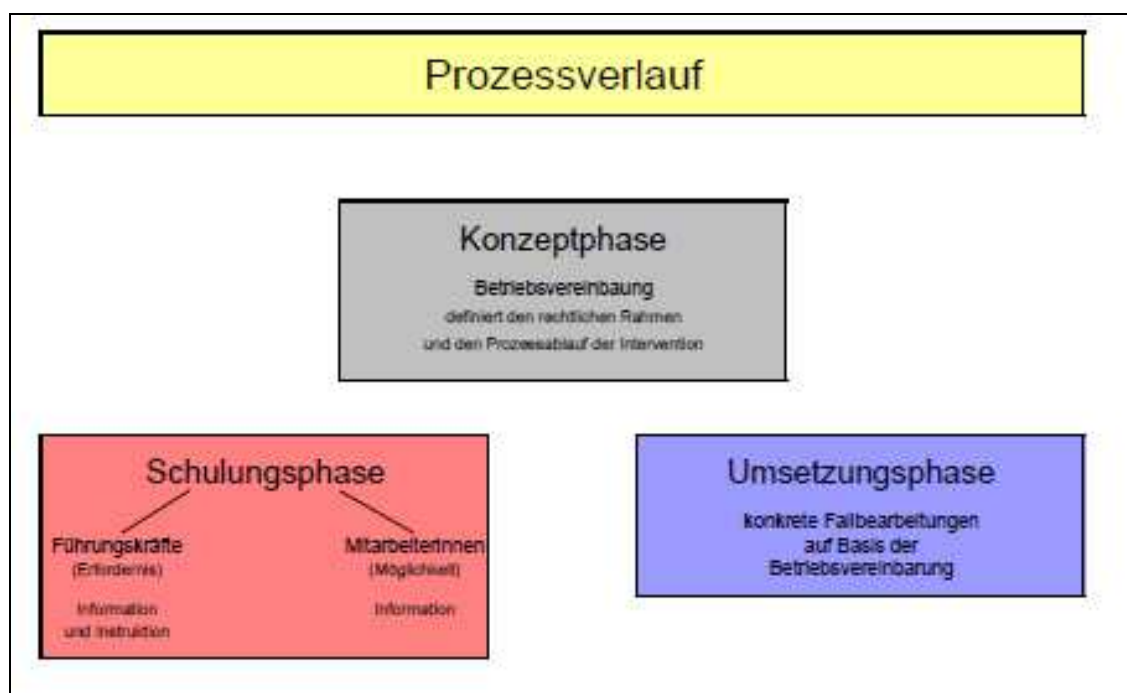 Prozessverlauf
Konzeptphase
Betriebsvereinbaung
definiert den rechtlichen Rahmen
und den Prozessablauf der Intervention
Schulungsphase
Führungskräfte
(Erfordernis)
Information
und Instruktion
MitarbeiterInnen
(Möglichkeit)
Information
Umsetzungsphase
konkrete Fallbearbeitungen
auf Basis der
Betriebsvereinbarung